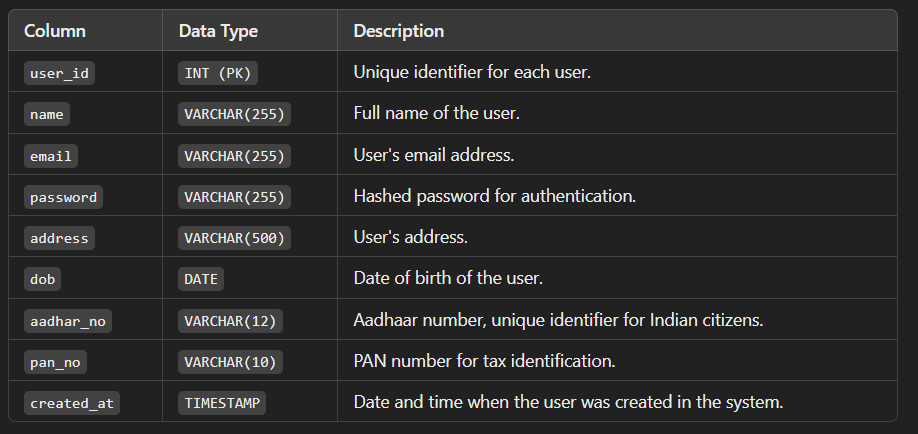 Column Data Type Description
user_id INT (PK) Unique identifier for each user.
name VARCHAR(255) Full name of the user.
email VARCHAR(255) User's email address.
password VARCHAR(255) Hashed password for authentication.
address VARCHAR(500) User's address.
dob DATE Date of birth of the user.
aadhar_no VARCHAR(12) Aadhaar number, unique identifier for Indian citizens.
pan_no VARCHAR(10) PAN number for tax identification.
created_at TIMESTAMP Date and time when the user was created in the system.